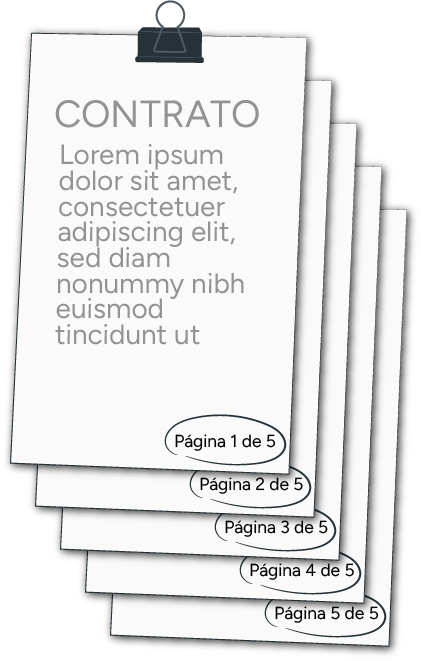 CONTRATO
Lorem ipsum
dolor sit amet,
consectetuer
adipiscing elit,
sed diam
nonummy nibh
euismod
tincidunt ut
Página 1 de 5
Página 2 de 5
Página 3 de 5
Página 4 de 5
Página 5 de 5